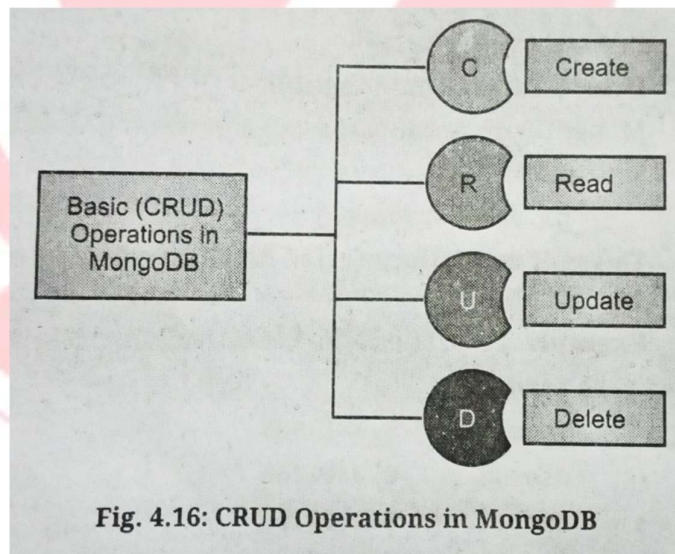 C
Create
R
Read
Basic (CRUD)
Operations in
MongoDB
U
Update
D
Delete
Fig. 4.16: CRUD Operations in MongoDB